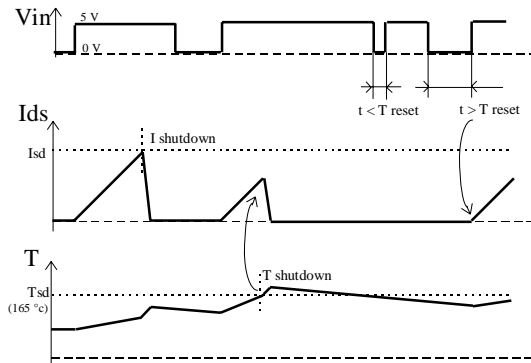 Vin
5 V
0 V
t < T reset
t > T reset
Ids
I shutdown
Isd
T
T shutdown
Tsd
(165 °c)